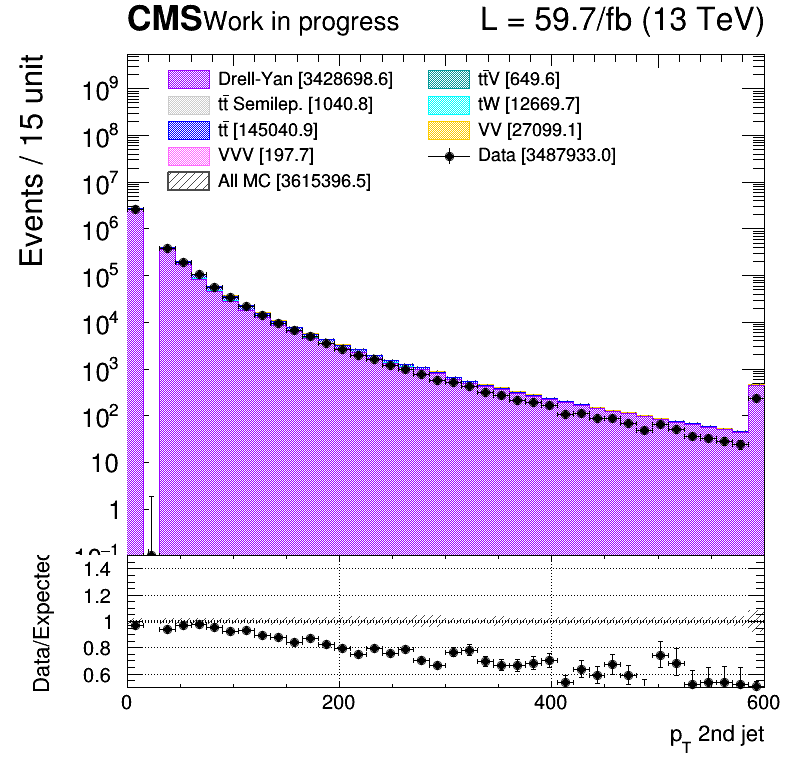 CMS Work in progress L = 59.7/fb (13 TeV)
Events / 15 unit
Drell-Yan [3428698.6] tt̄V [649.6]
tt̄ Semilep. [1040.8] tW [12669.7]
tt̄ [145040.9] VV [27099.1]
VVV [197.7] Data [3487933.0]
All MC [3615396.5]
10⁹
10⁸
10⁷
10⁶
10⁵
10⁴
10³
10²
10
1
10⁻¹
Data/Expected
1.4
1.2
1
0.8
0.6
0 200 400 600
p_T 2nd jet